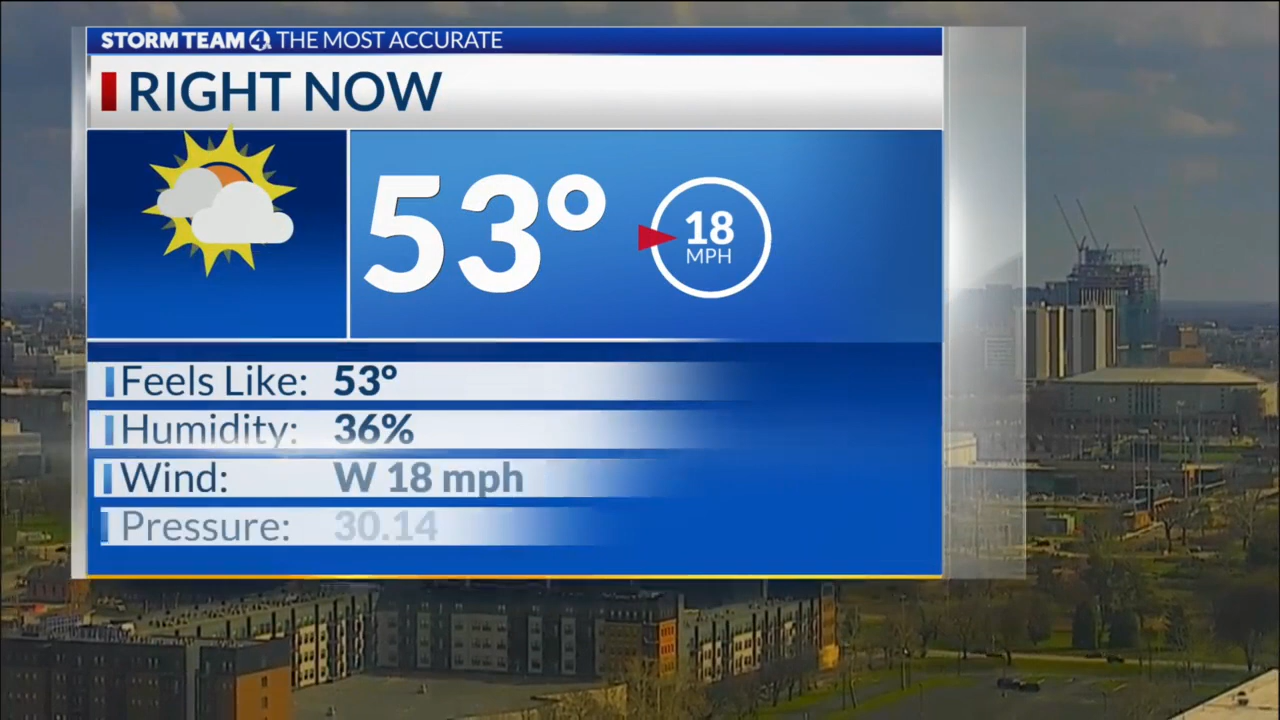 STORM TEAM 4 THE MOST ACCURATE
RIGHT NOW
53°
18
MPH
Feels Like: 53°
Humidity: 36%
Wind: W 18 mph
Pressure: 30.14